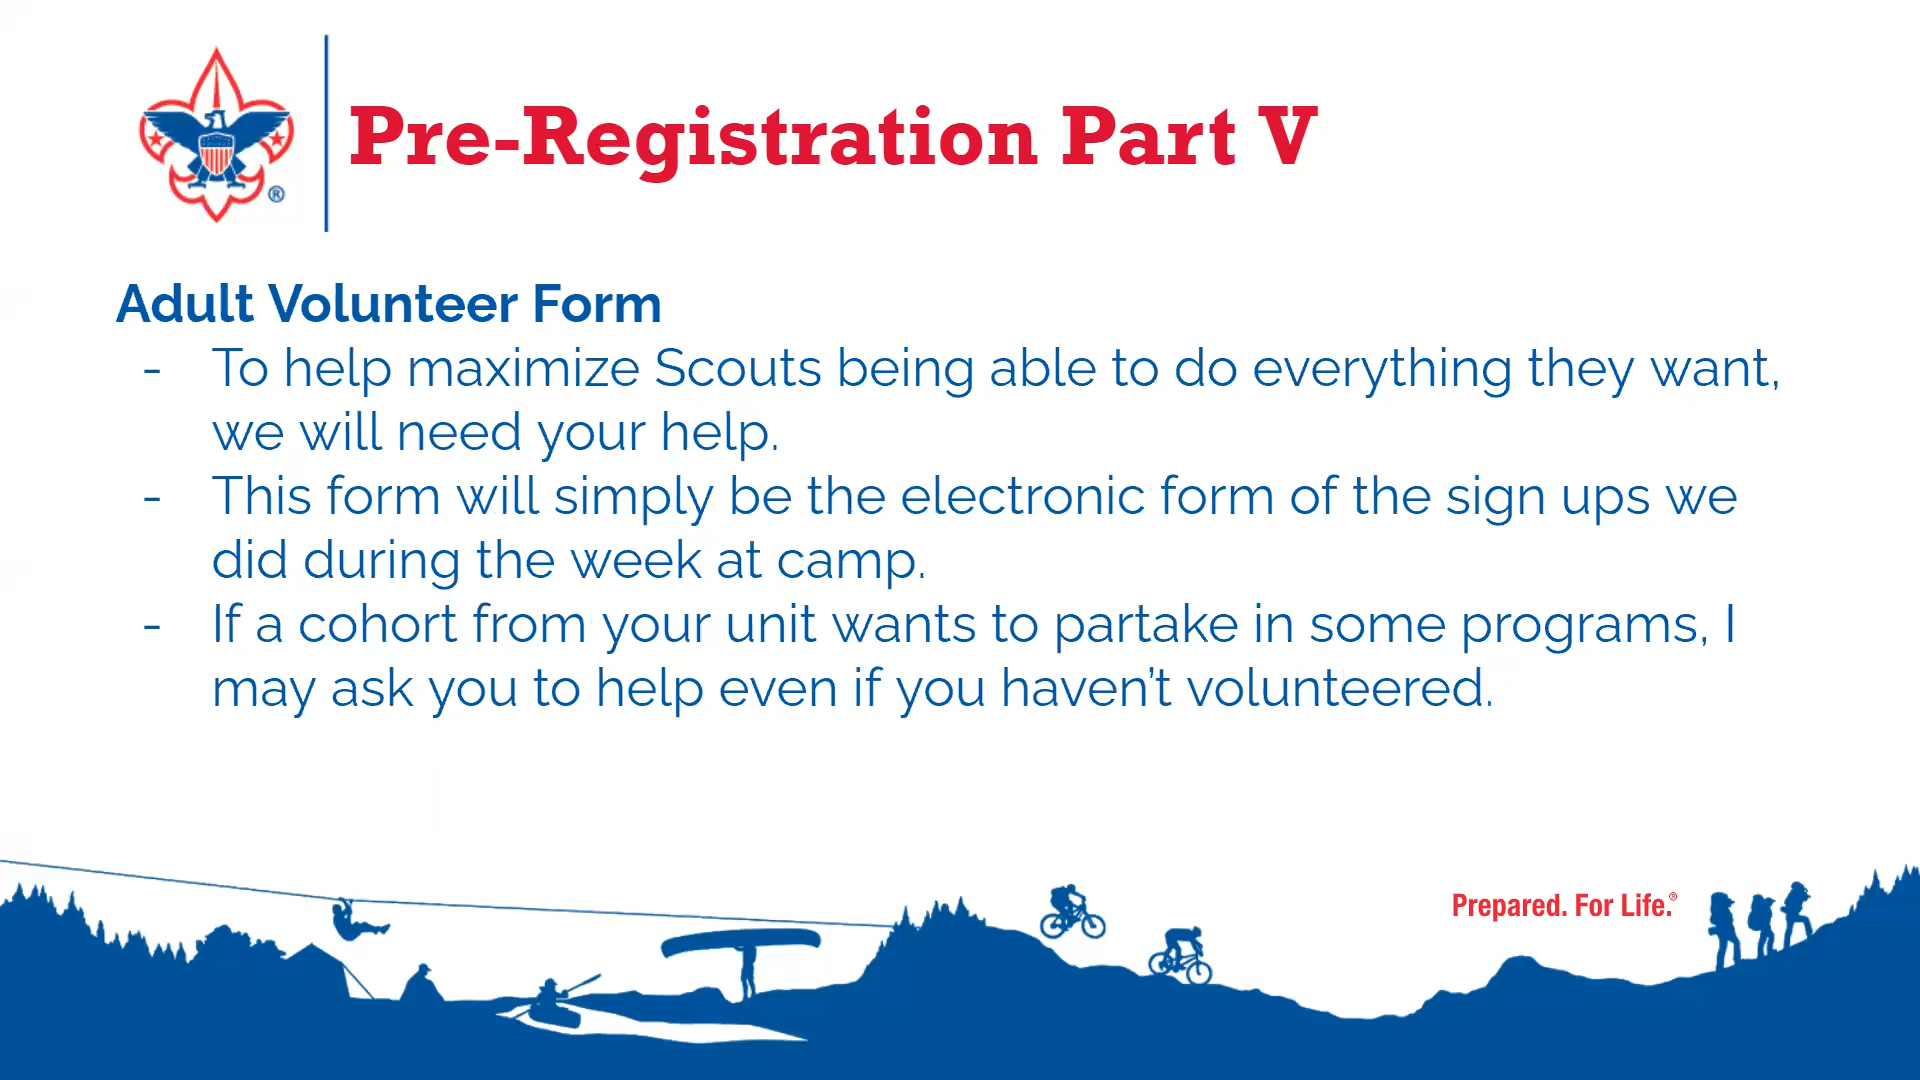 Pre-Registration Part V
®
Adult Volunteer Form
- To help maximize Scouts being able to do everything they want,
we will need your help.
- This form will simply be the electronic form of the sign ups we
did during the week at camp.
- If a cohort from your unit wants to partake in some programs, I
may ask you to help even if you haven’t volunteered.
Prepared. For Life.®